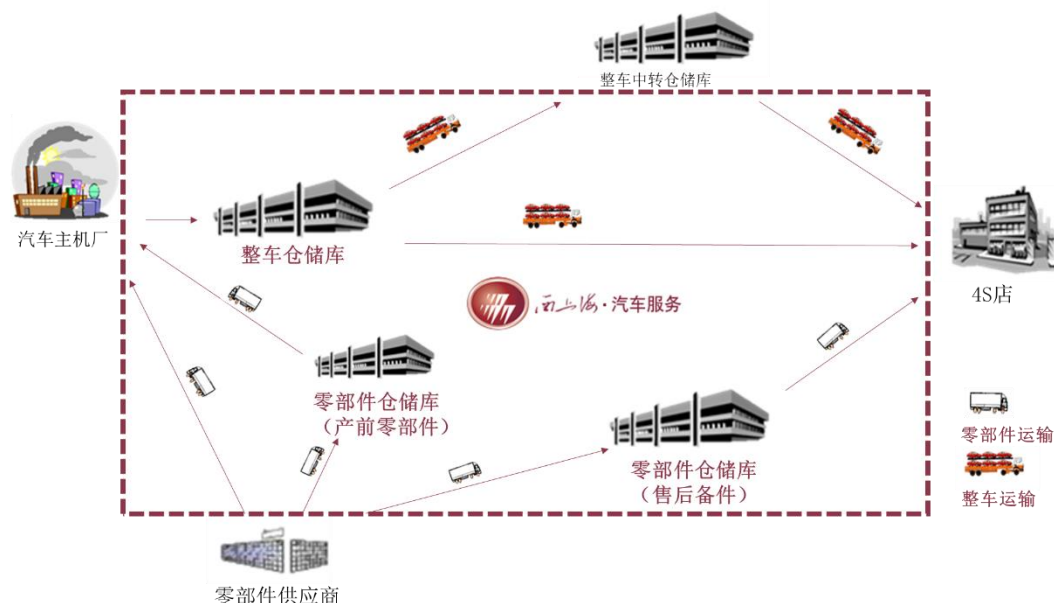 整车中转仓储库
汽车主机厂
整车仓储库
4S店
西上海·汽车服务
零部件仓储库
（产前零部件）
零部件仓储库
（售后备件）
零部件运输
整车运输
零部件供应商